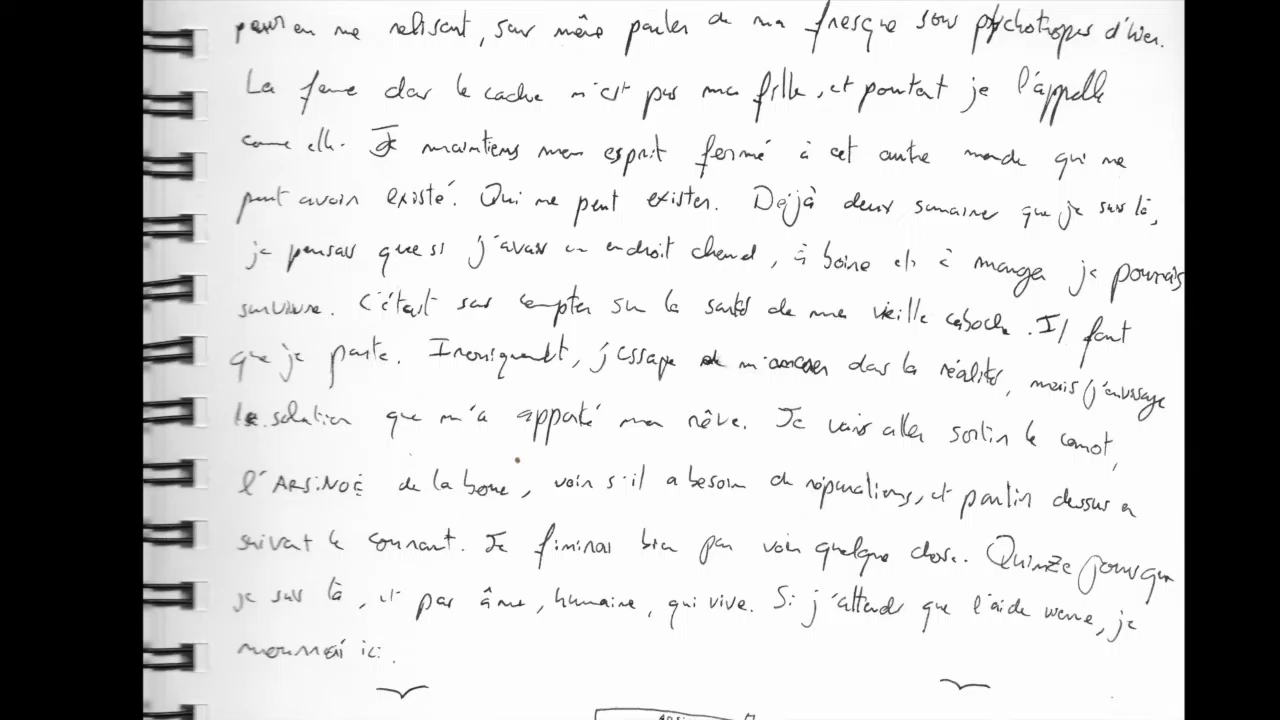 peur en me relisant, sans même parler de ma fresque sous psychotropes d'hier.
La femme dans le cadre n'est pas ma fille, et pourtant je l'appelle
comme elle. Je maintiens mon esprit fermé à cet autre monde qui ne
peut avoir existé. Qui ne peut exister. Déjà deux semaines que je suis là,
je pensais que si j'avais un endroit chaud, à boire et à manger je pourrais
survivre. C'était sans compter sur la santé de ma vieille caboche. Il faut
que je parte. Ironiquement, j'essaye de m'ancrer dans la réalité, mais j'envisage
la solution que m'a apporté mon rêve. Je vais aller sortir le canot,
l'ARSiNOÉ de la boue, voir s'il a besoin de réparations, et partir dessus en
suivant le courant. Je finirai bien par voir quelque chose. Quinze jours que
je suis là, et pas âme, humaine, qui vive. Si j'attends que l'aide vienne, je
mourrai ici.